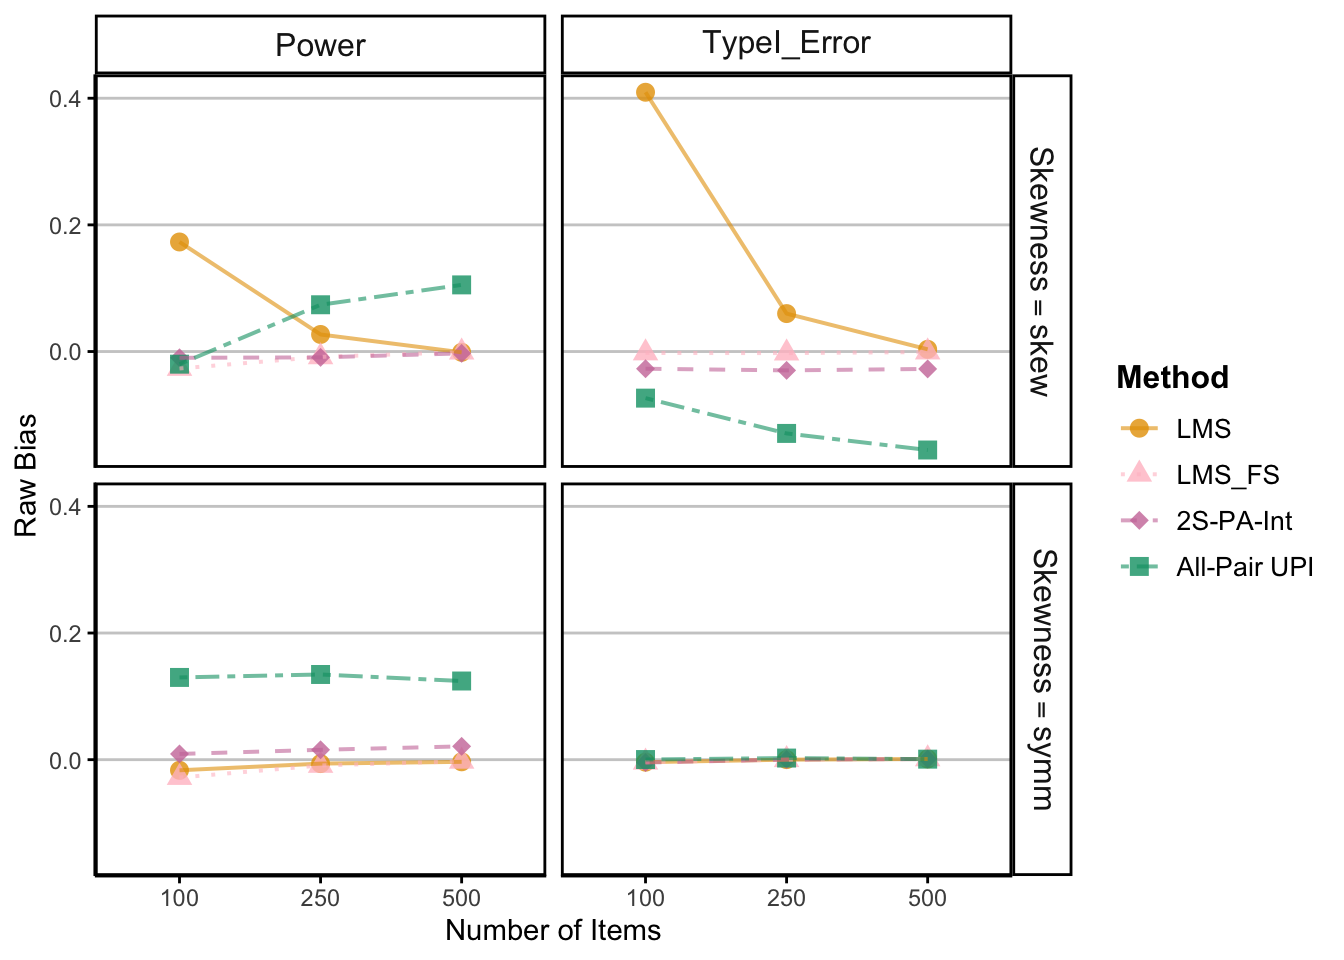 Power
TypeI_Error
0.4
0.2
0.0
Skewness = skew
Raw Bias
0.4
0.2
0.0
Skewness = symm
100
250
500
100
250
500
Number of Items
Method
LMS
LMS_FS
2S-PA-Int
All-Pair UPI